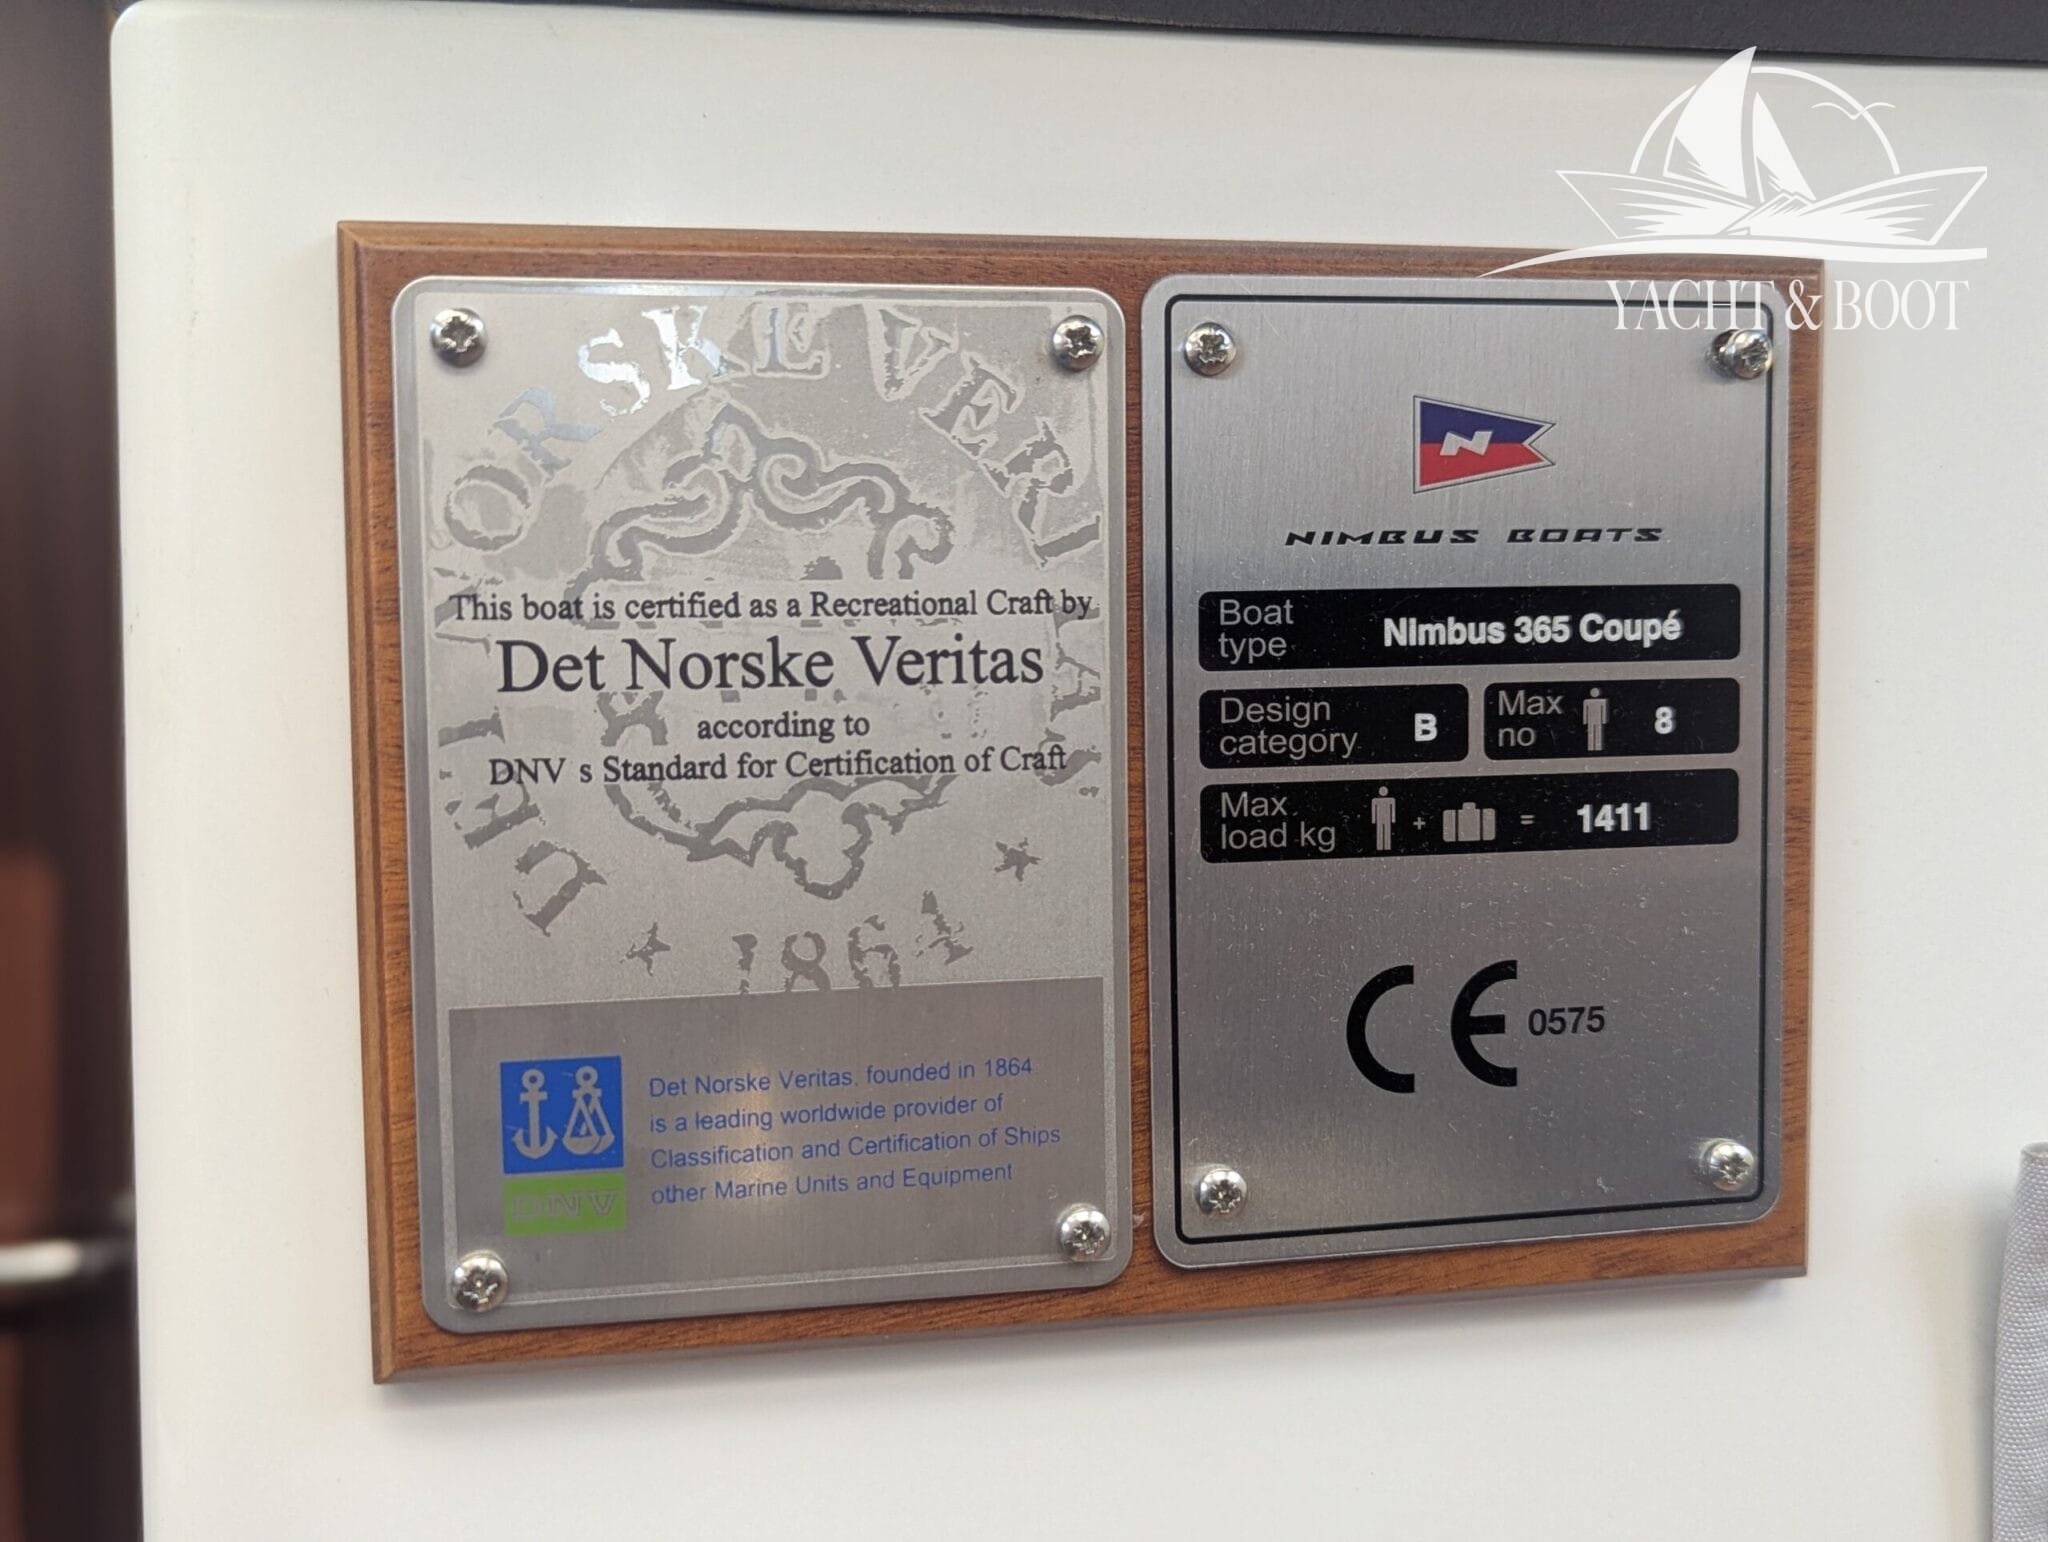 YACHT & BOOT
NORSKE VERITAS
DET
1864
This boat is certified as a Recreational Craft by
Det Norske Veritas
according to
DNV s Standard for Certification of Craft
DNV
Det Norske Veritas, founded in 1864
is a leading worldwide provider of
Classification and Certification of Ships
other Marine Units and Equipment
N
NIMBUS BOATS
Boat
type
Nimbus 365 Coupé
Design
category
B
Max
no
8
Max
load kg
+
=
1411
CE 0575